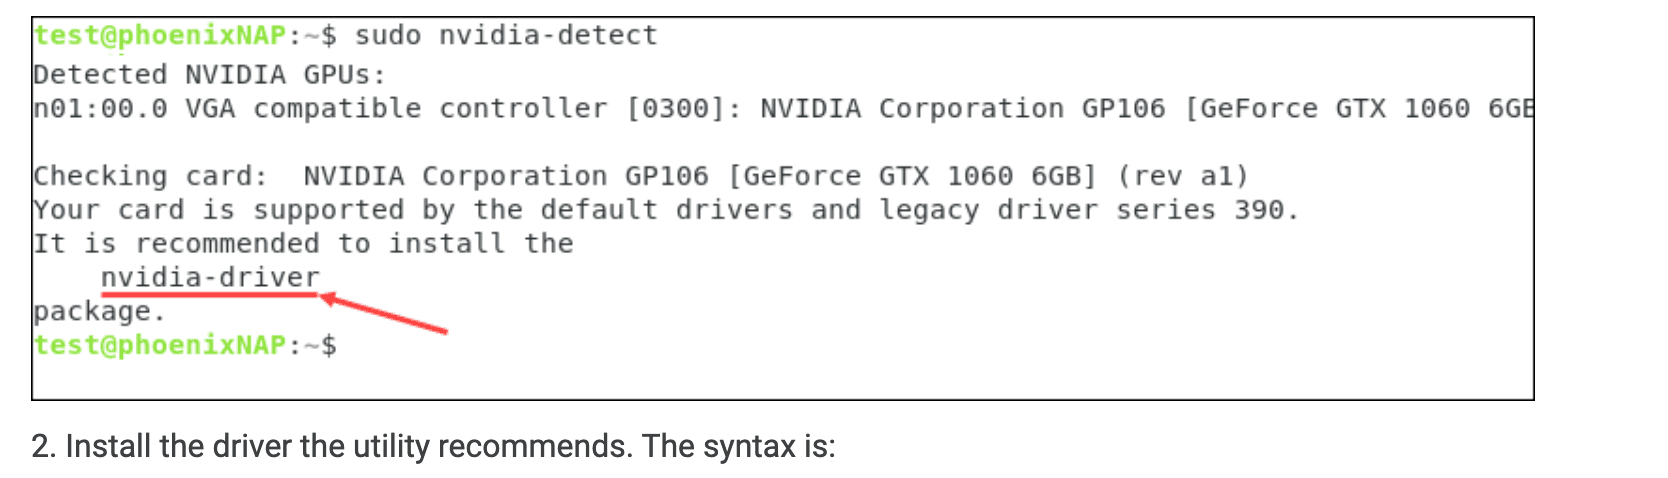 test@phoenixNAP:~$ sudo nvidia-detect
Detected NVIDIA GPUs:
n01:00.0 VGA compatible controller [0300]: NVIDIA Corporation GP106 [GeForce GTX 1060 6GB
Checking card:  NVIDIA Corporation GP106 [GeForce GTX 1060 6GB] (rev a1)
Your card is supported by the default drivers and legacy driver series 390.
It is recommended to install the
    nvidia-driver
package.
test@phoenixNAP:~$
2. Install the driver the utility recommends. The syntax is: